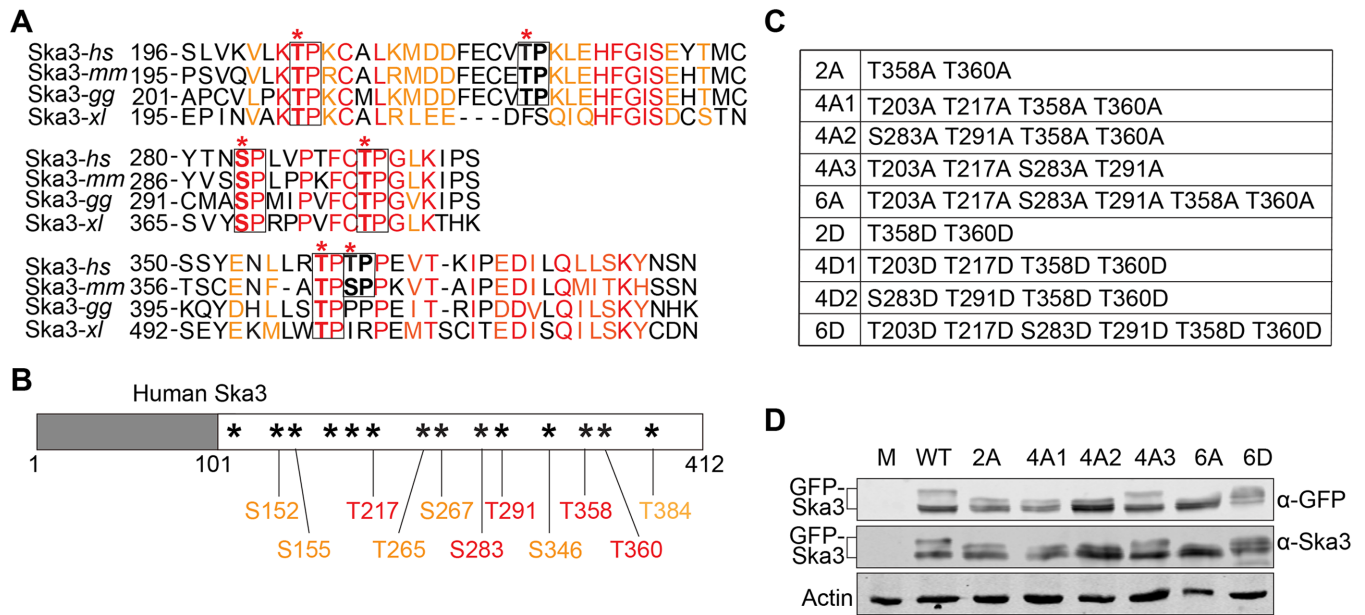 A
*
*
Ska3-hs 196-SLVKVLKTPKCALKMDDFECVTPKLEHFGISEYTMC
Ska3-mm 195-PSVQVLKTPKCALRMDDFECETPKLEHFGISEHTMC
Ska3-gg 201-APCVLPKTPKCMLKMDDFECVTPKLEHFGISEHTMC
Ska3-xl 195-EPINVAKTPKCALRLEE---DFSQIQHFGISDCSTN
*
*
Ska3-hs 280-YTNSPLVPTFCTPGLKIPS
Ska3-mm 286-YVSSPLPPKFCTPGLKIPS
Ska3-gg 291-CMASPMIPVFCTPGLKIPS
Ska3-xl 365-SVYSPRPPVFCTPGLKTHK
*
*
Ska3-hs 350-SSYENLLRTPTPPEVT-KIPEDILQLLSKYNSN
Ska3-mm 356-TSCENF-ATPSPPKVTA-IPEDILQMITKHSSN
Ska3-gg 395-KQYDHLLSTPPPPEIT-RIPDDVLQILSKYNHK
Ska3-xl 492-SEYEKMLWTPIRPEMTSCITEDISQILSKYCDN
B
Human Ska3
* * * * * * * * * * * * * *
1
101
412
S152 T217 S267 T291 T358 T384
S155 T265 S283 S346 T360
C
2A T358A T360A
4A1 T203A T217A T358A T360A
4A2 S283A T291A T358A T360A
4A3 T203A T217A S283A T291A
6A T203A T217A S283A T291A T358A T360A
2D T358D T360D
4D1 T203D T217D T358D T360D
4D2 S283D T291D T358D T360D
6D T203D T217D S283D T291D T358D T360D
D
M WT 2A 4A1 4A2 4A3 6A 6D
GFP-
Ska3
α-GFP
GFP-
Ska3
α-Ska3
Actin